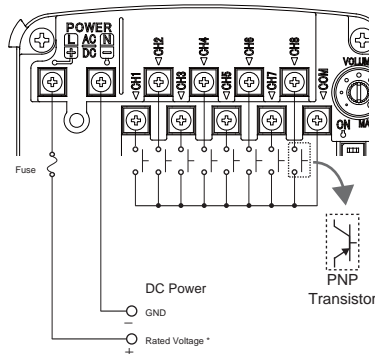 POWER
L AC N
+ DC −
CH1
CH2
CH3
CH4
CH5
CH6
CH7
CH8
COM
VOLUM
ON
MA
Fuse
DC Power
GND
−
Rated Voltage *
+
PNP
Transistor